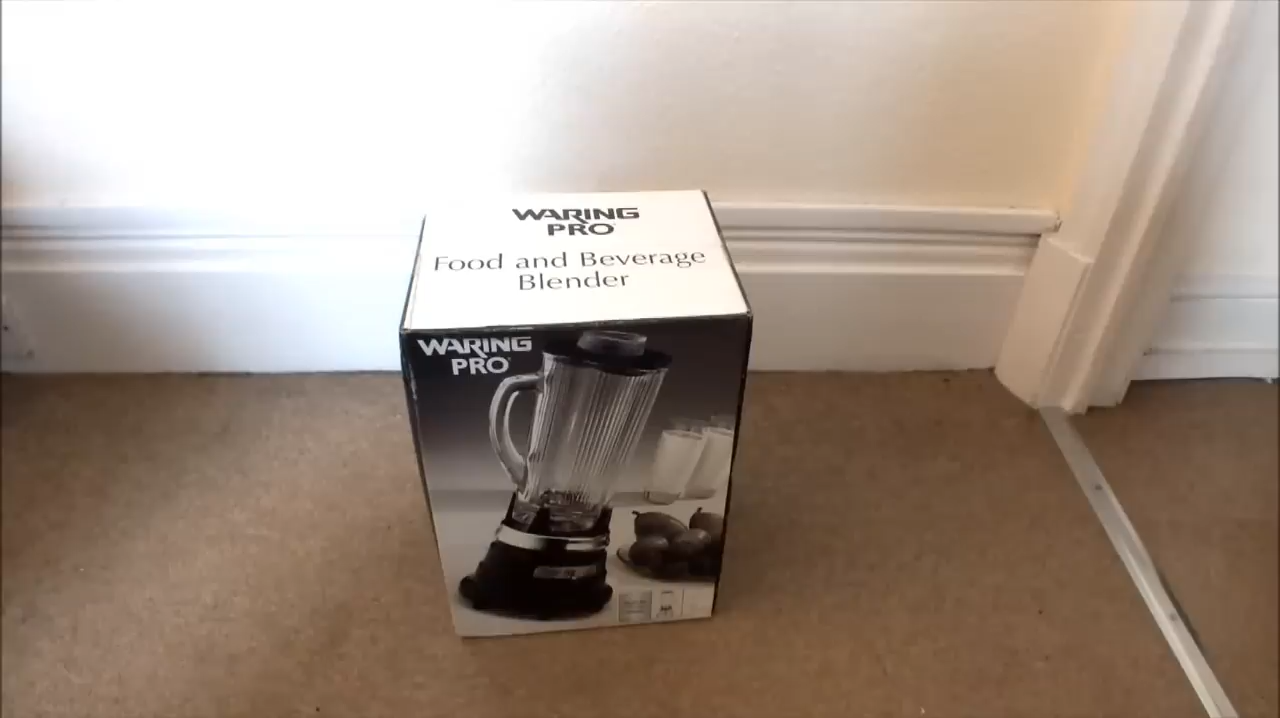 WARING
PRO
Food and Beverage
Blender
WARING
PRO